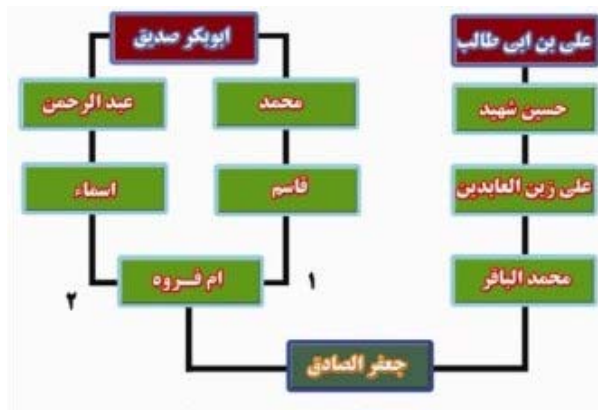 ابوبکر صدیق
علی بن ابی طالب
عبد الرحمن
محمد
حسین شهید
اسماء
قاسم
علی زین العابدین
ام فــروه
محمد الباقر
۱
۲
جعفر الصادق